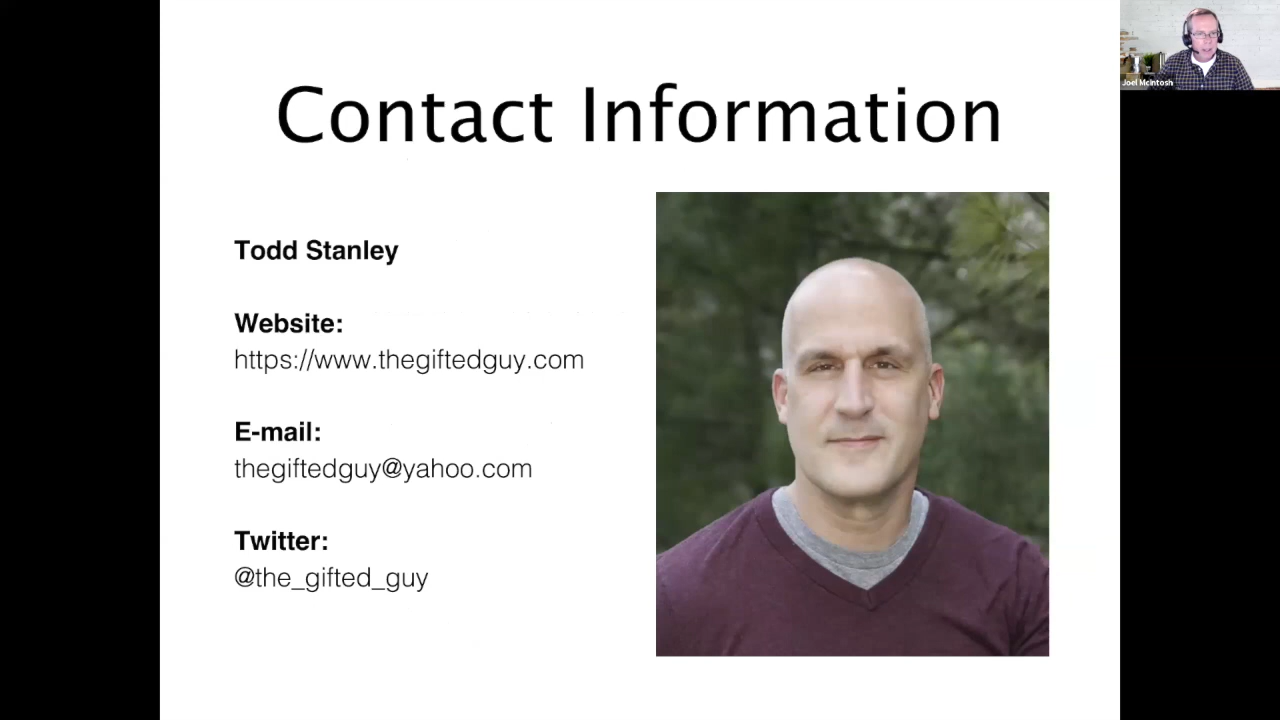 Contact Information
Todd Stanley
Website:
https://www.thegiftedguy.com
E-mail:
thegiftedguy@yahoo.com
Twitter:
@the_gifted_guy
Joel McIntosh